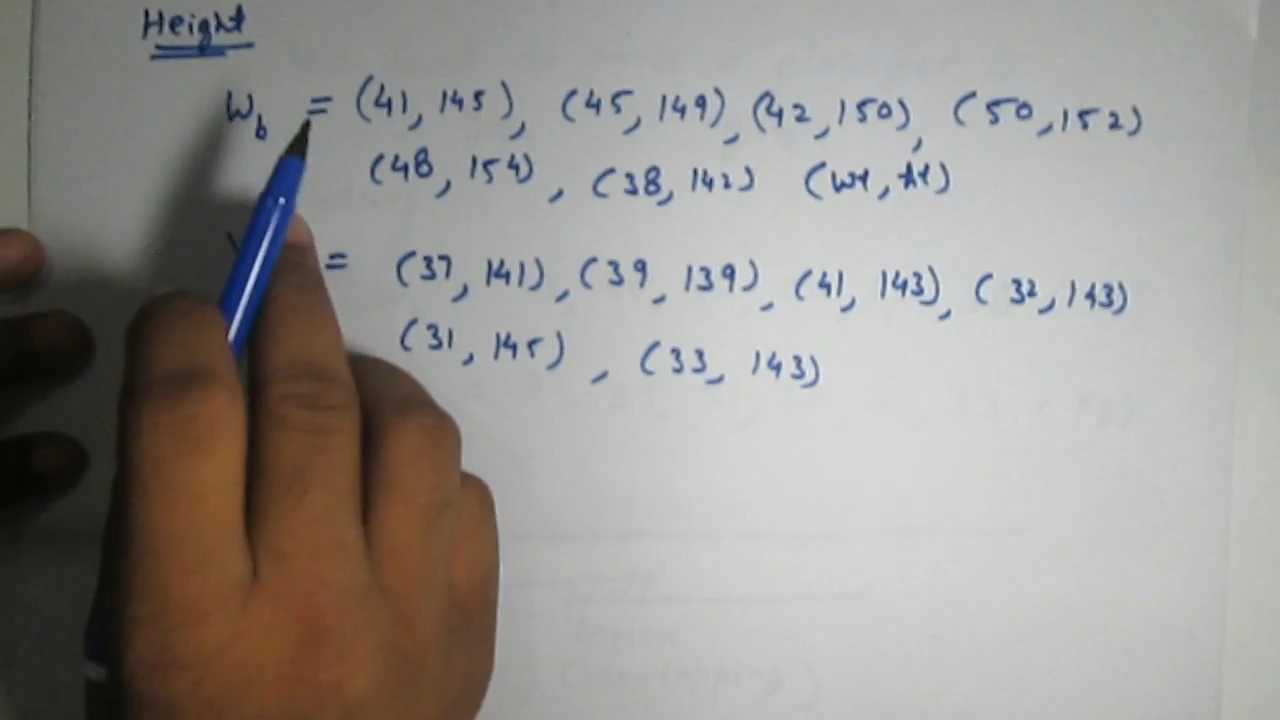 Height
W_b = (41, 145), (45, 149), (42, 150), (50, 152)
(48, 154), (38, 142) (wt, ht)
= (37, 141), (39, 139), (41, 143), (32, 143)
(31, 145), (33, 143)